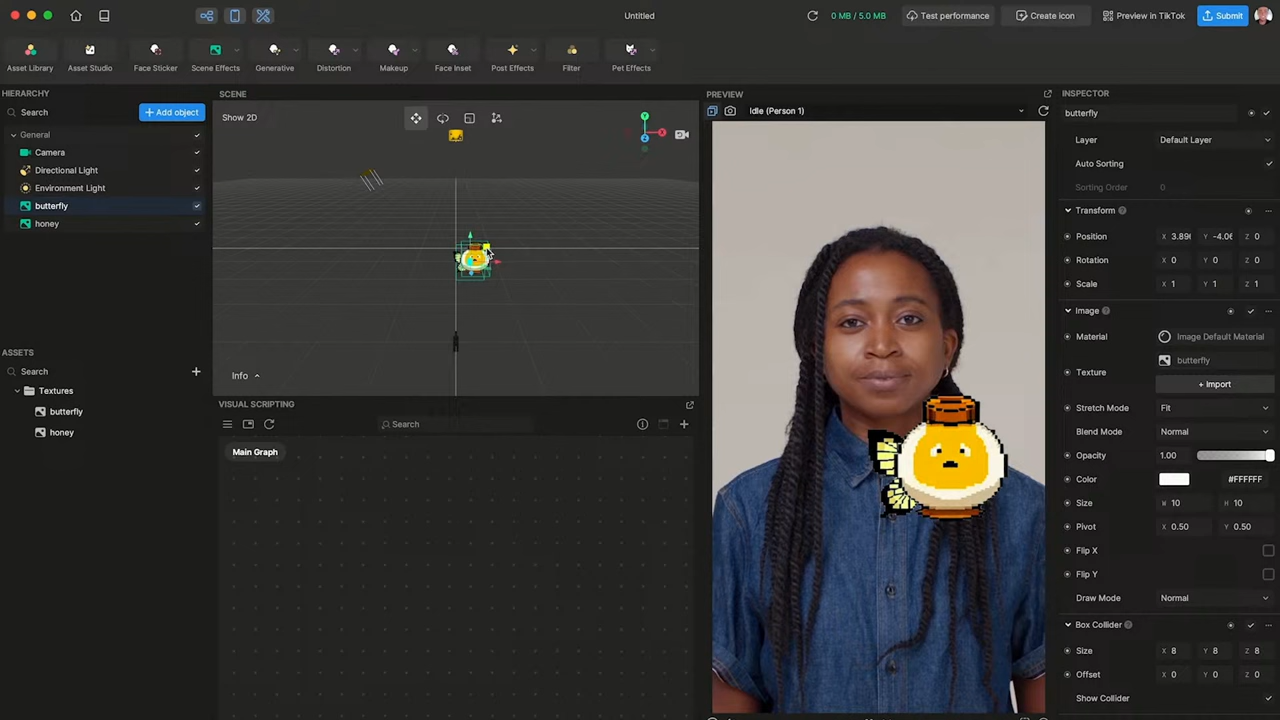 Untitled
0 MB / 5.0 MB
Test performance
Create icon
Preview in TikTok
Submit
Asset Library
Asset Studio
Face Sticker
Scene Effects
Generative
Distortion
Makeup
Face Inset
Post Effects
Filter
Pet Effects
HIERARCHY
Search
+ Add object
General
Camera
Directional Light
Environment Light
butterfly
honey
ASSETS
Search
Textures
butterfly
honey
SCENE
Show 2D
Y
X
Z
Info
VISUAL SCRIPTING
Search
Main Graph
PREVIEW
Idle (Person 1)
INSPECTOR
butterfly
Layer Default Layer
Auto Sorting
Sorting Order 0
Transform
Position X 3.89 Y -4.06 Z 0
Rotation X 0 Y 0 Z 0
Scale X 1 Y 1 Z 1
Image
Material Image Default Material
Texture butterfly
+ Import
Stretch Mode Fit
Blend Mode Normal
Opacity 1.00
Color #FFFFFF
Size W 10 H 10
Pivot X 0.50 Y 0.50
Flip X
Flip Y
Draw Mode Normal
Box Collider
Size X 8 Y 8 Z 8
Offset X 0 Y 0 Z 0
Show Collider